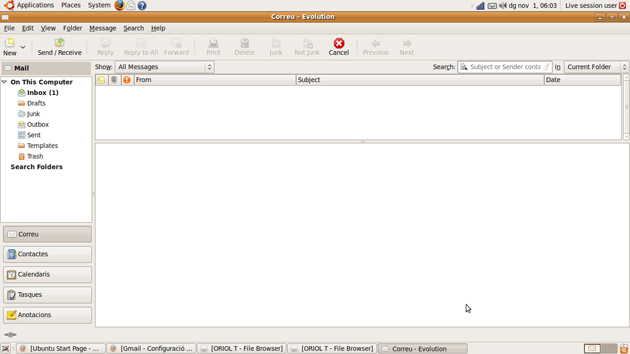 Applications Places System dg nov 1, 06:03 Live session user
Correu - Evolution
File Edit View Folder Message Search Help
New Send / Receive Reply Reply to All Forward Print Delete Junk Not Junk Cancel Previous Next
Mail Show: All Messages Search: Subject or Sender conta in Current Folder
On This Computer From Subject Date
Inbox (1)
Drafts
Junk
Outbox
Sent
Templates
Trash
Search Folders
Correu
Contactes
Calendaris
Tasques
Anotacions
[Ubuntu Start Page - ... [Gmail - Configuració ... [ORIOL T - File Browser] [ORIOL T - File Browser] Correu - Evolution